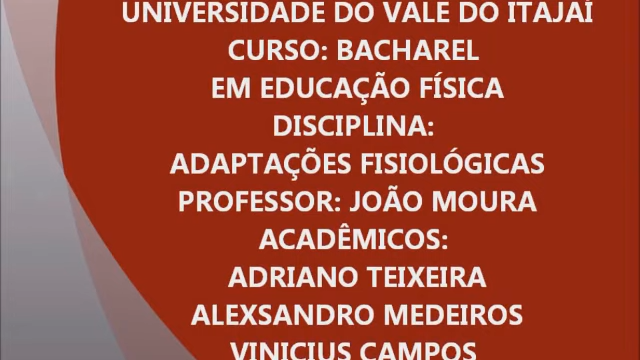 UNIVERSIDADE DO VALE DO ITAJAÍ
CURSO: BACHAREL
EM EDUCAÇÃO FÍSICA
DISCIPLINA:
ADAPTAÇÕES FISIOLÓGICAS
PROFESSOR: JOÃO MOURA
ACADÊMICOS:
ADRIANO TEIXEIRA
ALEXSANDRO MEDEIROS
VINICIUS CAMPOS